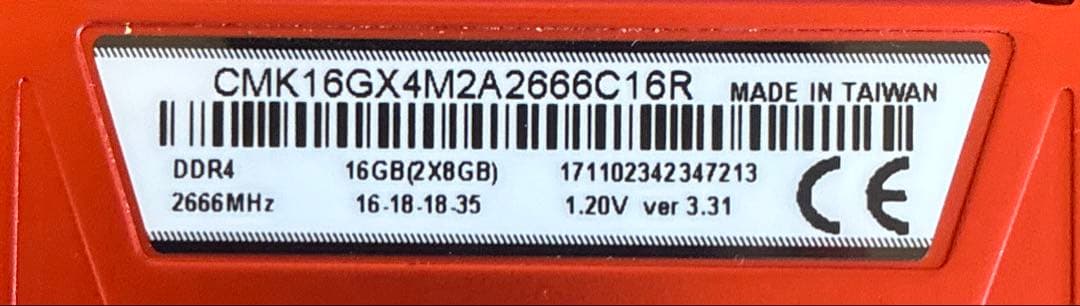 CMK16GX4M2A2666C16R MADE IN TAIWAN
DDR4 16GB(2X8GB) 171102342347213
2666MHz 16-18-18-35 1.20V ver 3.31
CE